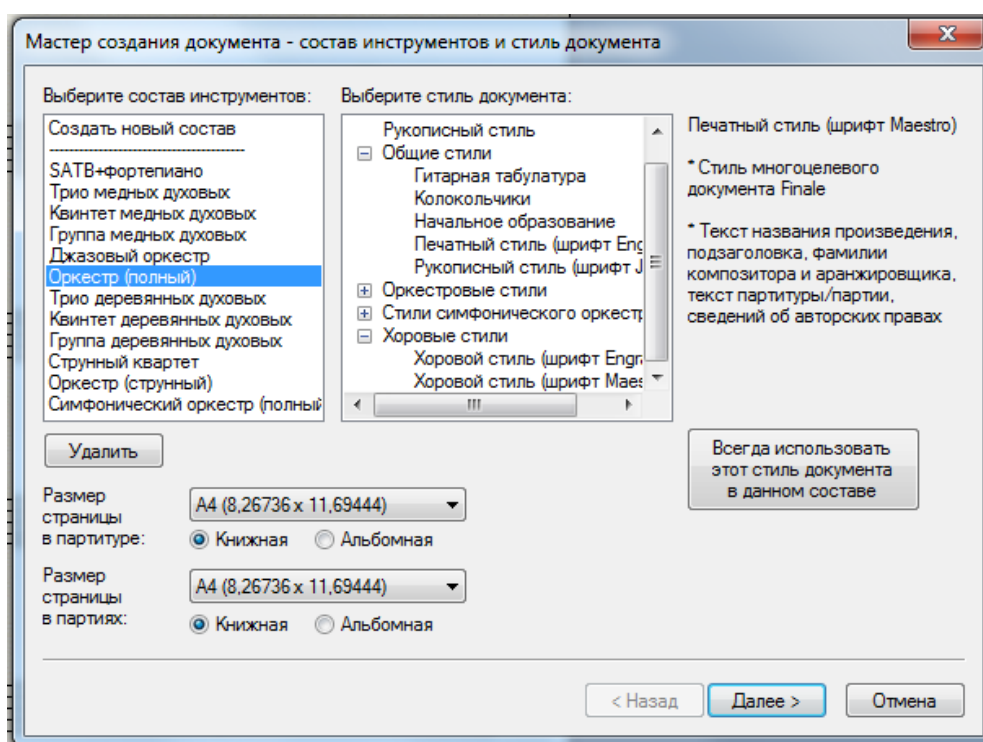 Мастер создания документа - состав инструментов и стиль документа
Выберите состав инструментов:
Создать новый состав
SATB+фортепиано
Трио медных духовых
Квинтет медных духовых
Группа медных духовых
Джазовый оркестр
Оркестр (полный)
Трио деревянных духовых
Квинтет деревянных духовых
Группа деревянных духовых
Струнный квартет
Оркестр (струнный)
Симфонический оркестр (полный
Выберите стиль документа:
Рукописный стиль
Общие стили
Гитарная табулатура
Колокольчики
Начальное образование
Печатный стиль (шрифт Eng
Рукописный стиль (шрифт J
Оркестровые стили
Стили симфонического оркестр
Хоровые стили
Хоровой стиль (шрифт Engr
Хоровой стиль (шрифт Maes
Печатный стиль (шрифт Maestro)
* Стиль многоцелевого
документа Finale
* Текст названия произведения,
подзаголовка, фамилии
композитора и аранжировщика,
текст партитуры/партии,
сведений об авторских правах
Удалить
Всегда использовать
этот стиль документа
в данном составе
Размер
страницы
в партитуре:
A4 (8,26736 x 11,69444)
Книжная Альбомная
Размер
страницы
в партиях:
A4 (8,26736 x 11,69444)
Книжная Альбомная
< Назад Далее > Отмена